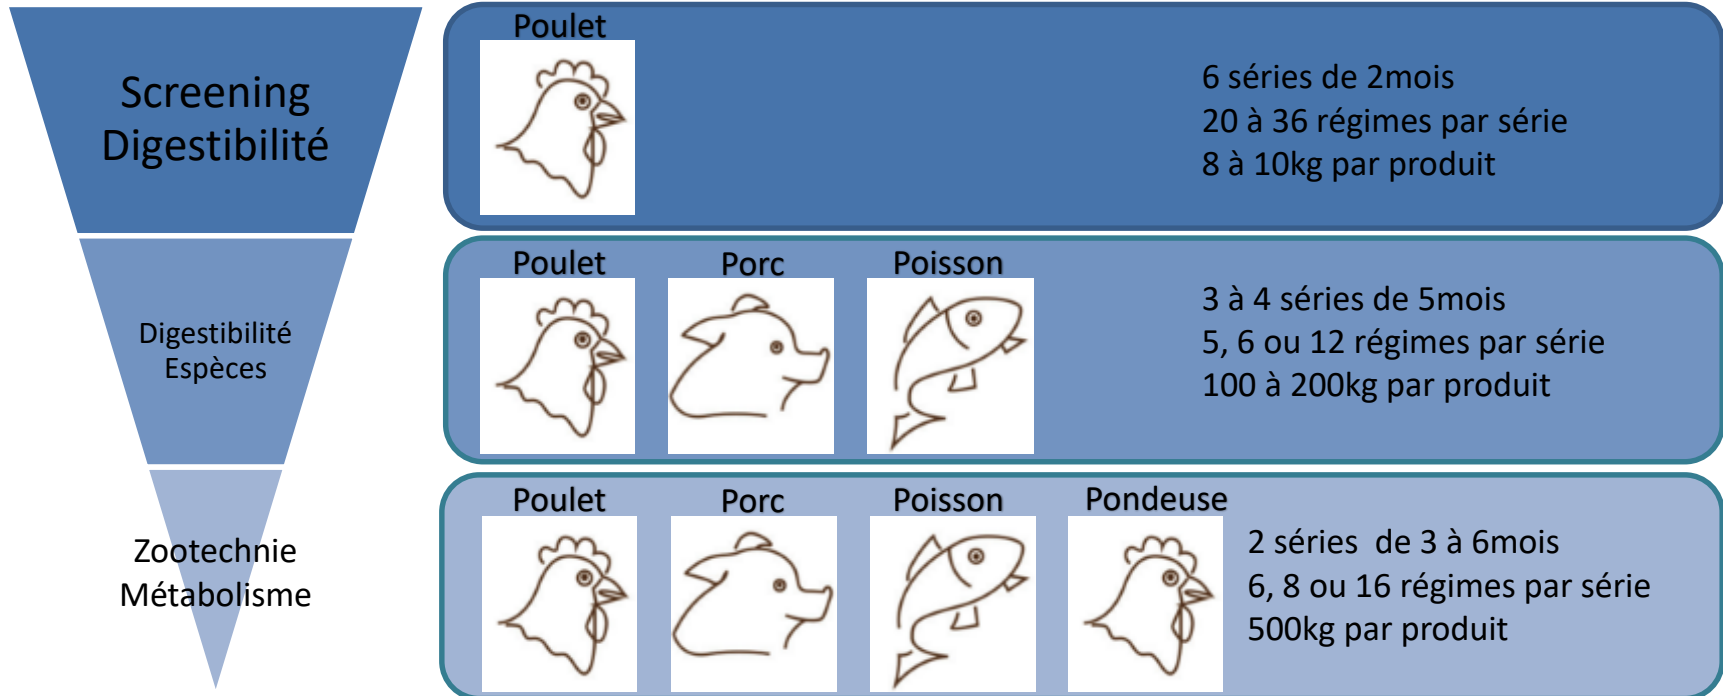 Screening
Digestibilité
Poulet
6 séries de 2mois
20 à 36 régimes par série
8 à 10kg par produit
Digestibilité
Espèces
Poulet
Porc
Poisson
3 à 4 séries de 5mois
5, 6 ou 12 régimes par série
100 à 200kg par produit
Zootechnie
Métabolisme
Poulet
Porc
Poisson
Pondeuse
2 séries  de 3 à 6mois
6, 8 ou 16 régimes par série
500kg par produit